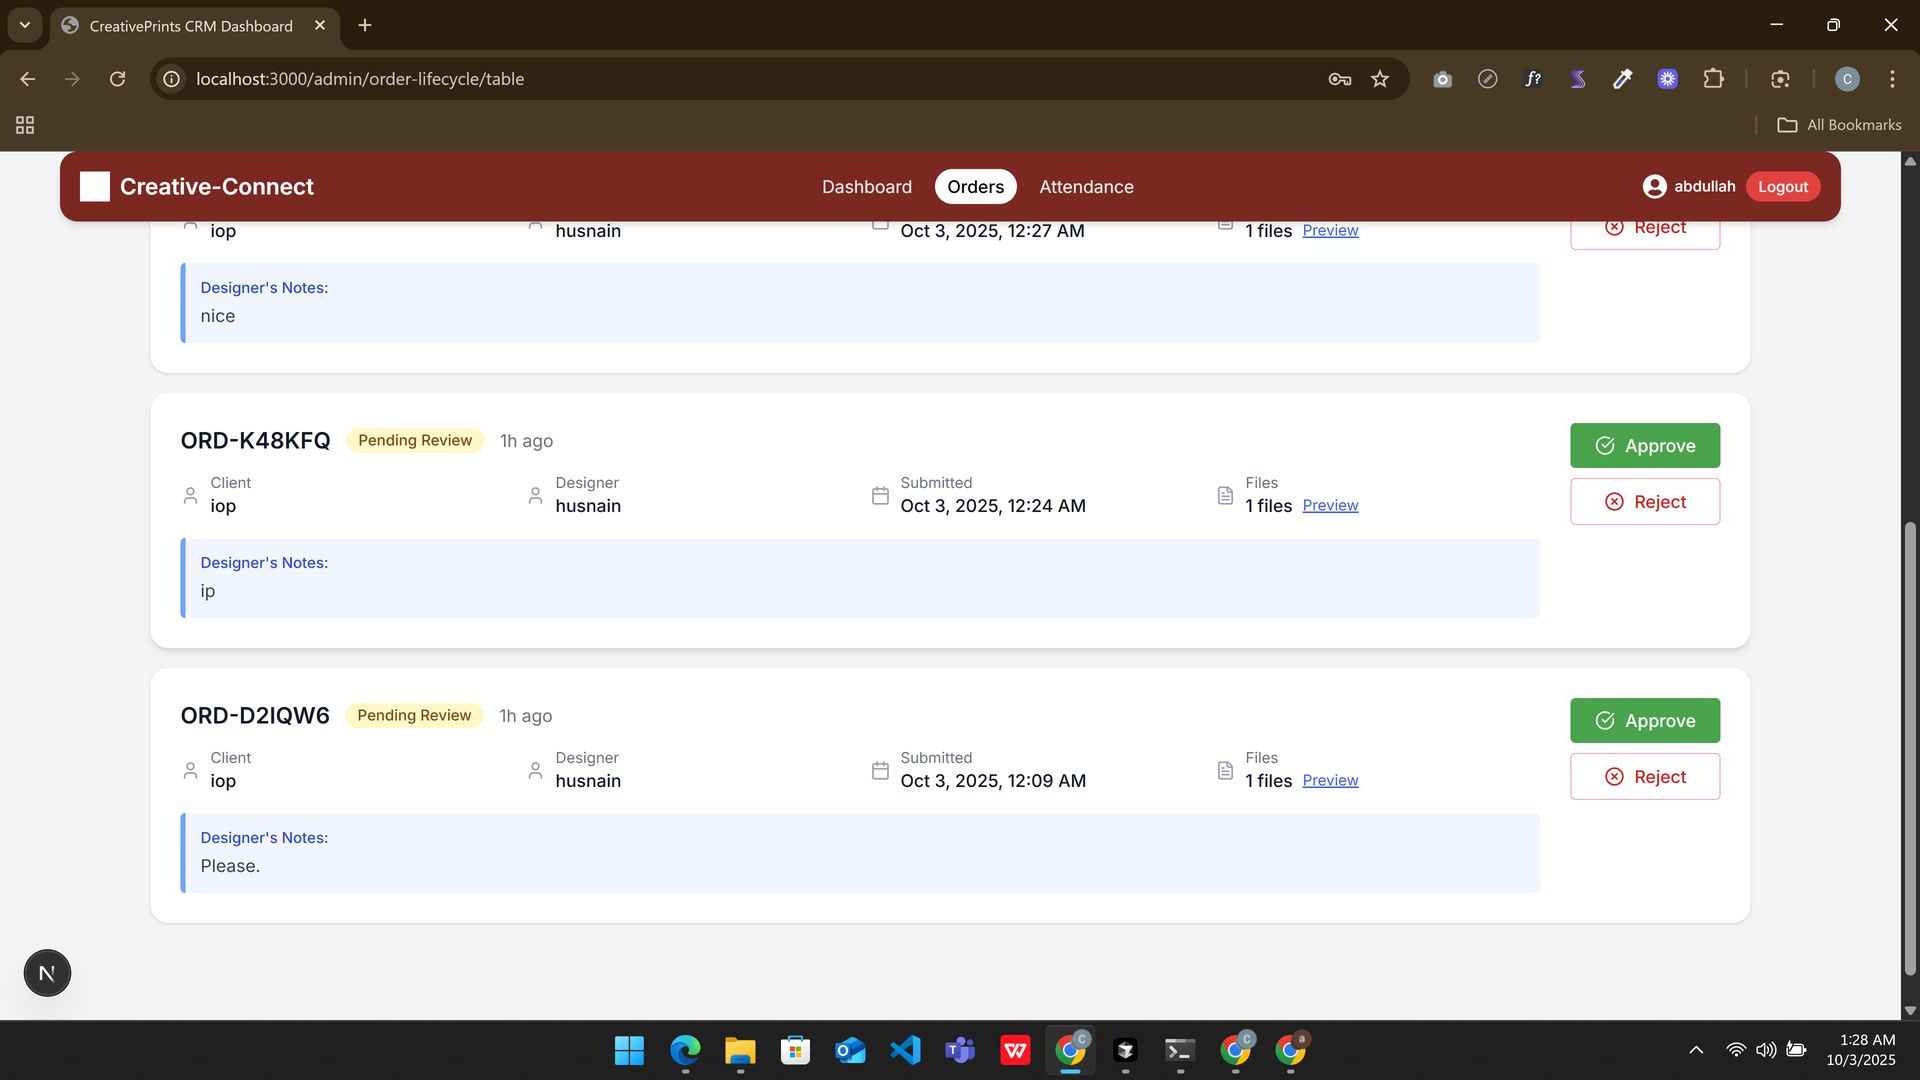 CreativePrints CRM Dashboard
localhost:3000/admin/order-lifecycle/table
f?
C
All Bookmarks
Creative-Connect
Dashboard
Orders
Attendance
abdullah
Logout
iop
husnain
Oct 3, 2025, 12:27 AM
1 files Preview
Reject
Designer's Notes:
nice
ORD-K48KFQ Pending Review 1h ago
Approve
Client
iop
Designer
husnain
Submitted
Oct 3, 2025, 12:24 AM
Files
1 files Preview
Reject
Designer's Notes:
ip
ORD-D2IQW6 Pending Review 1h ago
Approve
Client
iop
Designer
husnain
Submitted
Oct 3, 2025, 12:09 AM
Files
1 files Preview
Reject
Designer's Notes:
Please.
N
C
C
a
1:28 AM
10/3/2025